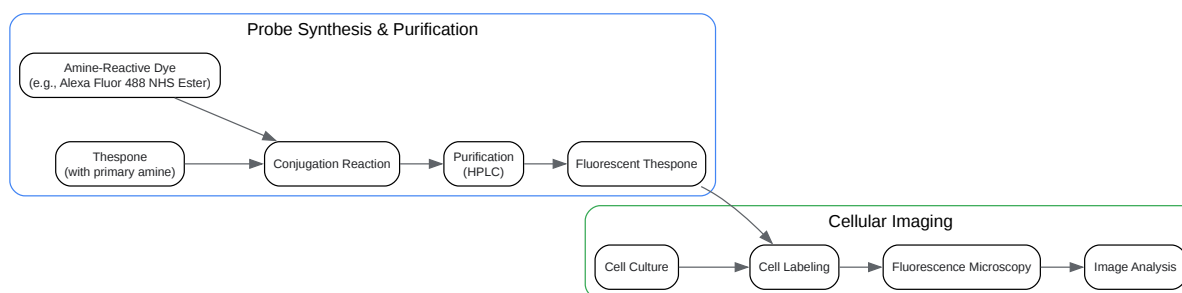 Probe Synthesis & Purification
Amine-Reactive Dye
(e.g., Alexa Fluor 488 NHS Ester)
Thespone
(with primary amine)
Conjugation Reaction
Purification
(HPLC)
Fluorescent Thespone
Cellular Imaging
Cell Culture
Cell Labeling
Fluorescence Microscopy
Image Analysis